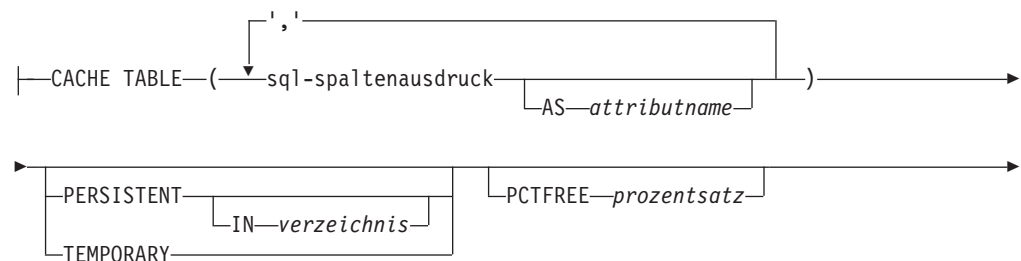 ','
CACHE TABLE ( sql-spaltenausdruck )
AS attributname
PERSISTENT PCTFREE prozentsatz
IN verzeichnis
TEMPORARY